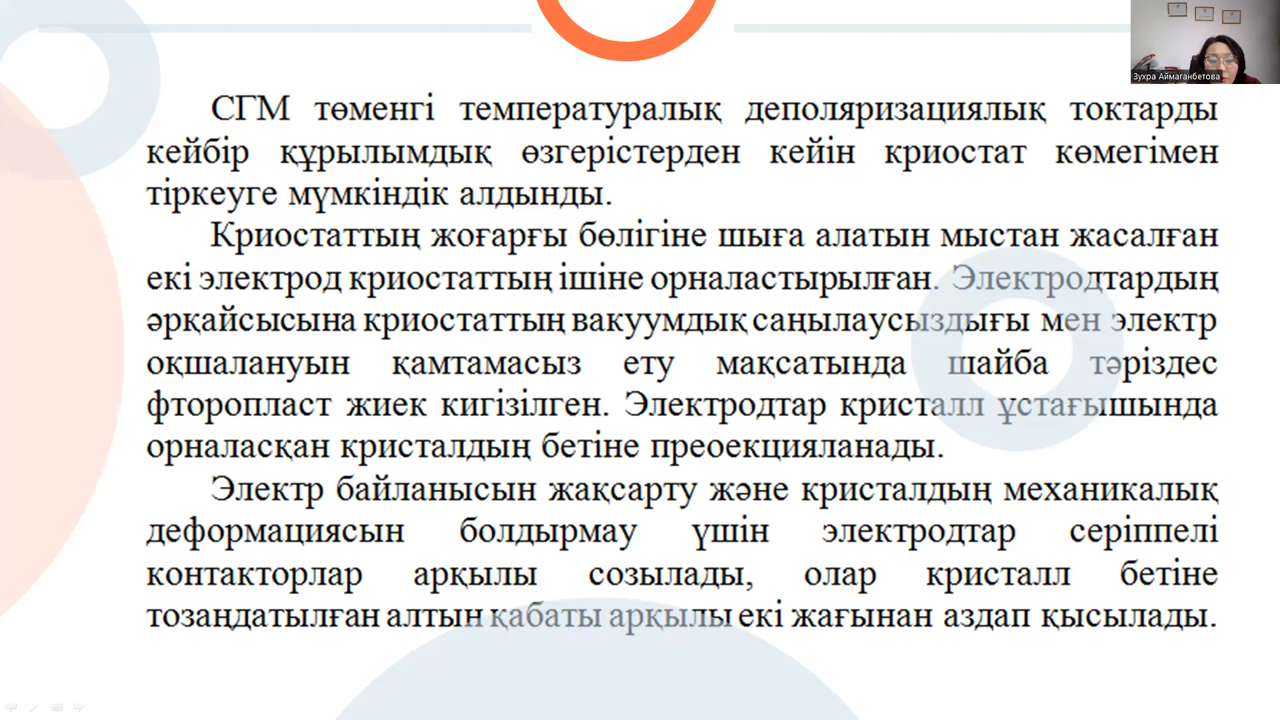 Зухра Аймаганбетова
СГМ төменгі температуралық деполяризациялық токтарды
кейбір құрылымдық өзгерістерден кейін криостат көмегімен
тіркеуге мүмкіндік алдынды.
Криостаттың жоғарғы бөлігіне шыға алатын мыстан жасалған
екі электрод криостаттың ішіне орналастырылған. Электродтардың
әрқайсысына криостаттың вакуумдық саңылаусыздығы мен электр
оқшалануын қамтамасыз ету мақсатында шайба тәріздес
фторопласт жиек кигізілген. Электродтар кристалл ұстағышында
орналасқан кристалдың бетіне преоекцияланады.
Электр байланысын жақсарту және кристалдың механикалық
деформациясын болдырмау үшін электродтар серіппелі
контакторлар арқылы созылады, олар кристалл бетіне
тозаңдатылған алтын қабаты арқылы екі жағынан аздап қысылады.